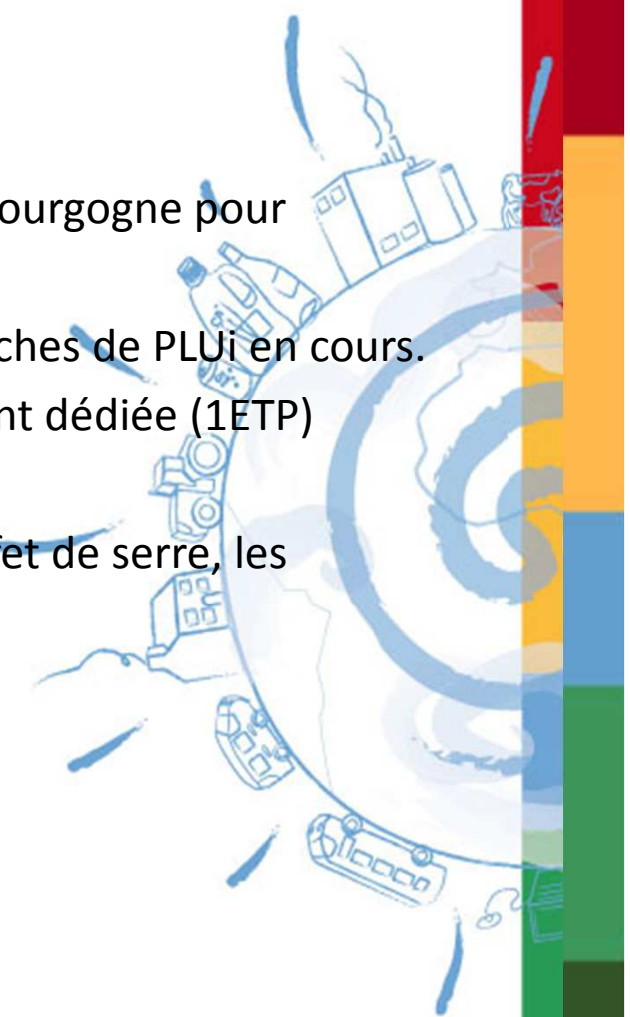 ourgogne pour
ches de PLUi en cours.
nt dédiée (1ETP)
fet de serre, les